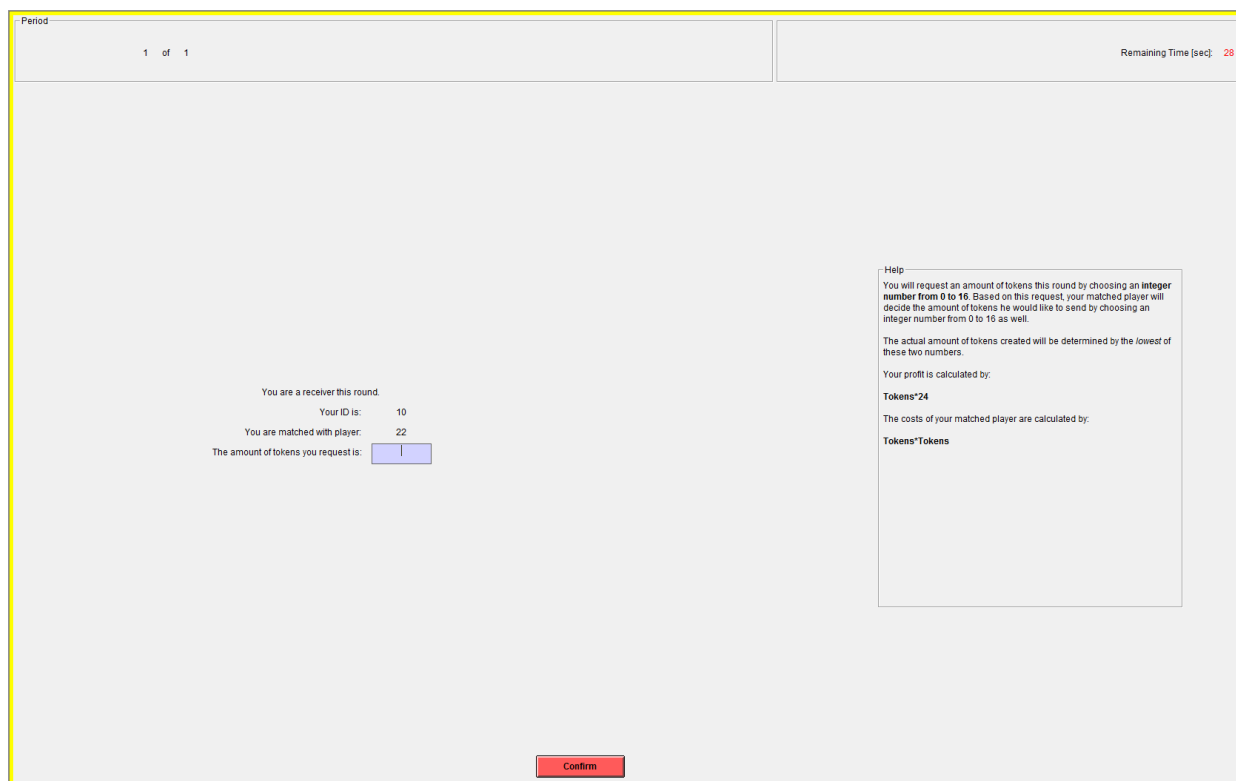 Period
1 of 1
Remaining Time [sec]: 28
Help
You will request an amount of tokens this round by choosing an integer
number from 0 to 16. Based on this request, your matched player will
decide the amount of tokens he would like to send by choosing an
integer number from 0 to 16 as well.
The actual amount of tokens created will be determined by the lowest of
these two numbers.
Your profit is calculated by:
Tokens*24
The costs of your matched player are calculated by:
Tokens*Tokens
You are a receiver this round.
Your ID is: 10
You are matched with player: 22
The amount of tokens you request is:
Confirm